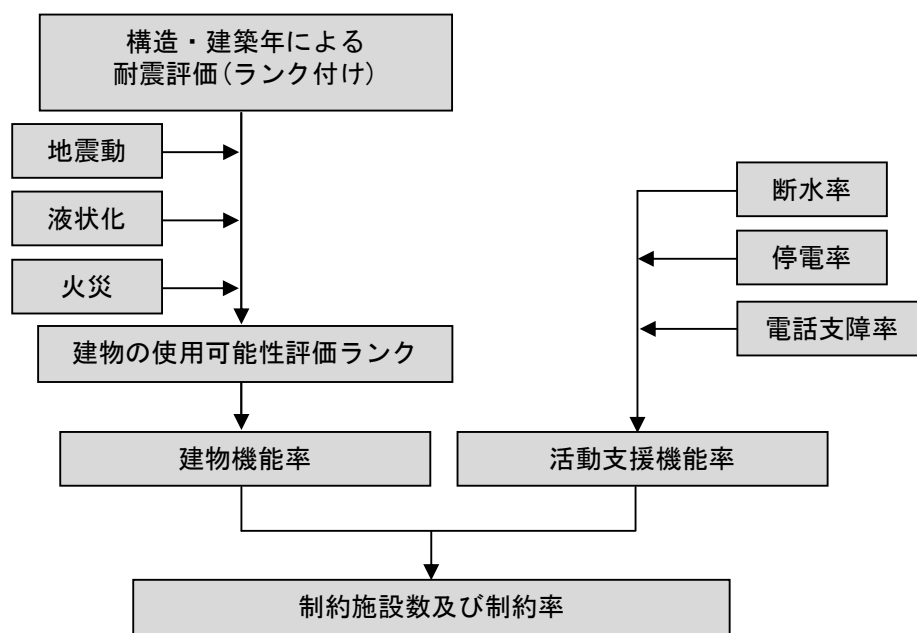 構造・建築年による
耐震評価(ランク付け)
地震動
液状化
火災
断水率
停電率
電話支障率
建物の使用可能性評価ランク
建物機能率
活動支援機能率
制約施設数及び制約率